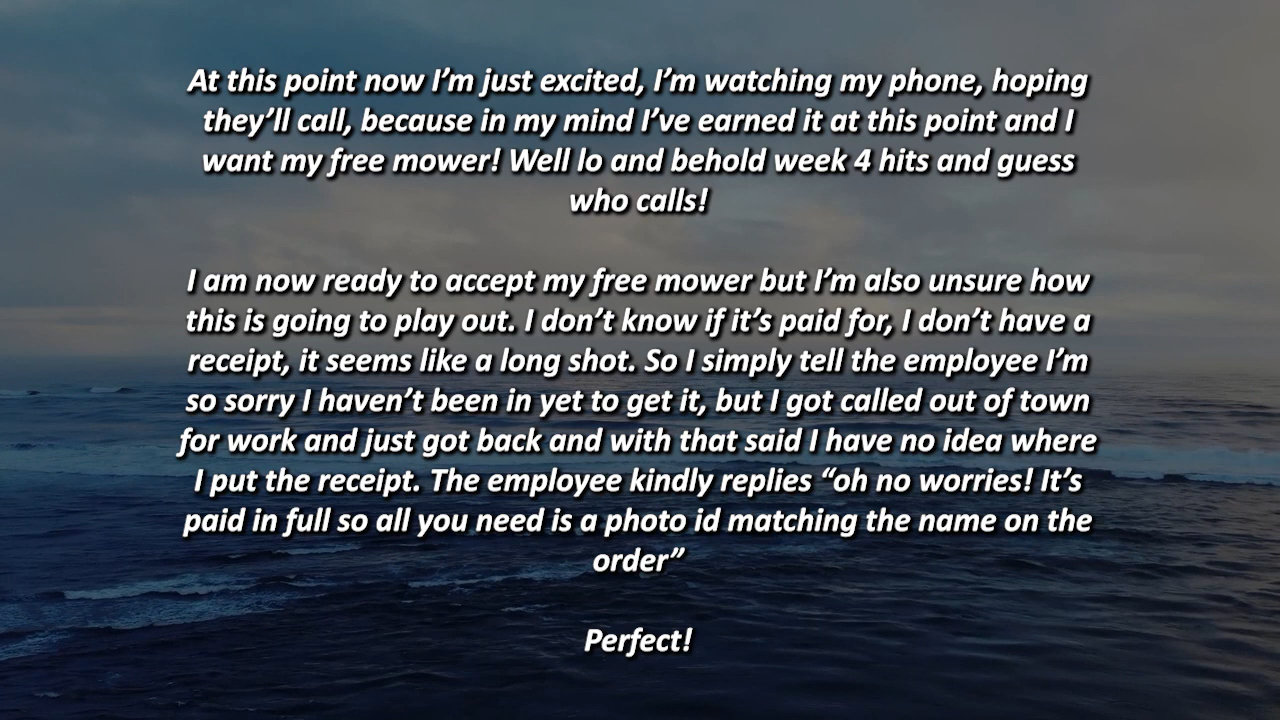 At this point now I’m just excited, I’m watching my phone, hoping
they’ll call, because in my mind I’ve earned it at this point and I
want my free mower! Well lo and behold week 4 hits and guess
who calls!
I am now ready to accept my free mower but I’m also unsure how
this is going to play out. I don’t know if it’s paid for, I don’t have a
receipt, it seems like a long shot. So I simply tell the employee I’m
so sorry I haven’t been in yet to get it, but I got called out of town
for work and just got back and with that said I have no idea where
I put the receipt. The employee kindly replies “oh no worries! It’s
paid in full so all you need is a photo id matching the name on the
order”
Perfect!